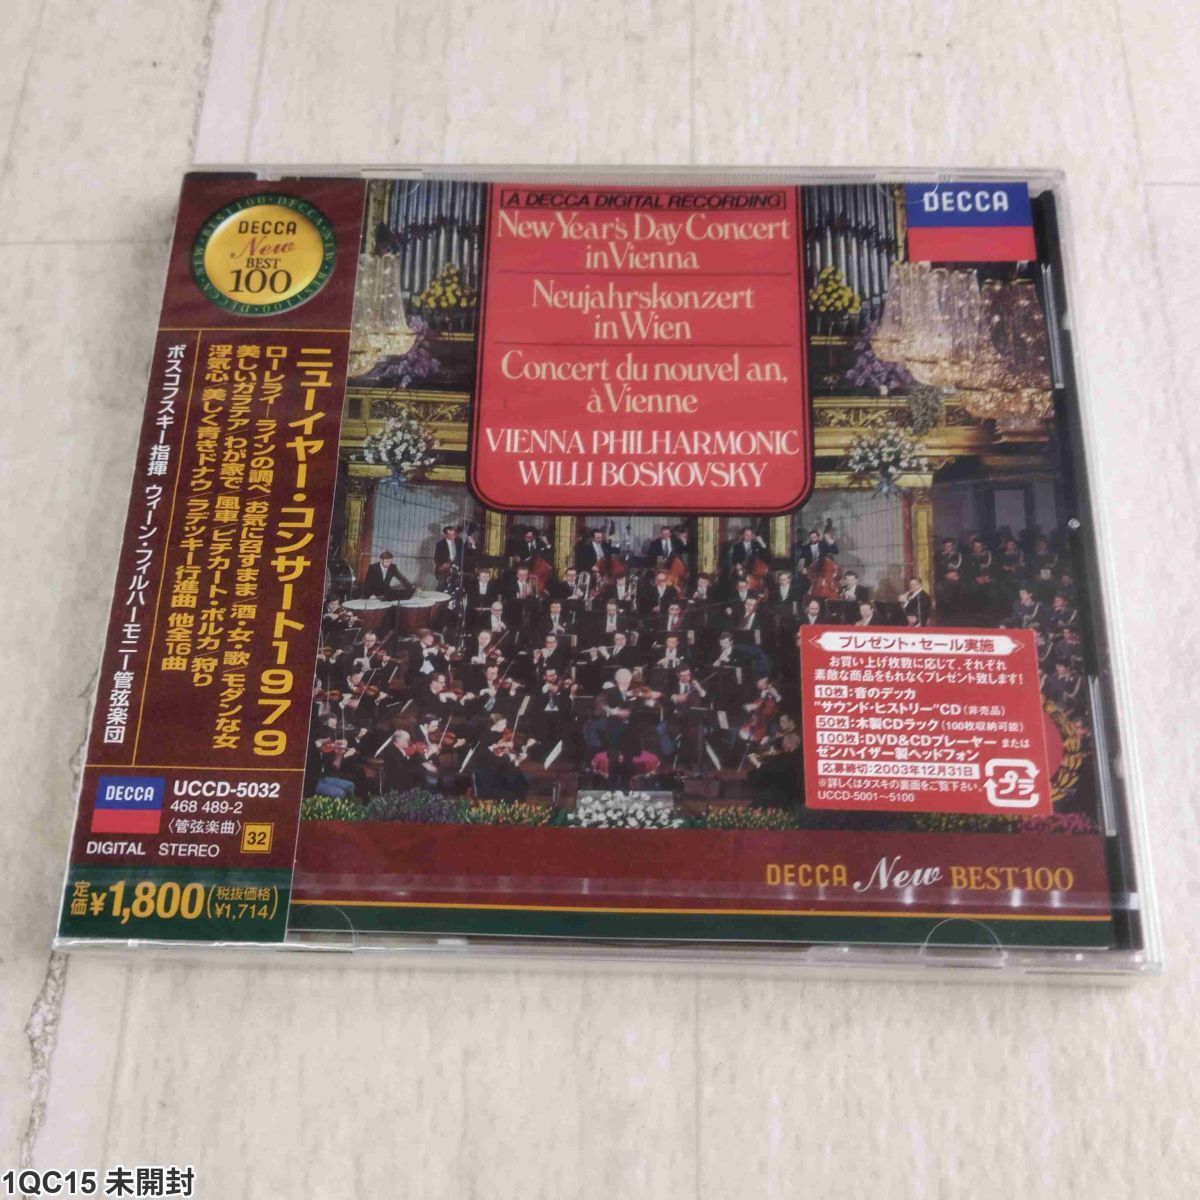 DECCA
New
BEST
100
DECCA・NEW・BEST100・DECCA・NEW・BEST100・
ニューイヤー・コンサート1979
ローレライ―ラインの調べ/お気に召すまま/酒・女・歌/モダンな女
美しいガラテア/わが家で/風車/ピチカート・ポルカ/狩り
浮気心/美しく青きドナウ/ラデツキー行進曲 他全16曲
ボスコフスキー指揮 ウィーン・フィルハーモニー管弦楽団
DECCA
UCCD-5032
468 489-2
〈管弦楽曲〉
32
DIGITAL STEREO
定価¥1,800(税抜価格¥1,714)
A DECCA DIGITAL RECORDING
New Year's Day Concert
in Vienna
Neujahrskonzert
in Wien
Concert du nouvel an,
à Vienne
VIENNA PHILHARMONIC
WILLI BOSKOVSKY
DECCA
プレゼント・セール実施
お買い上げ枚数に応じて、それぞれ
素敵な商品をもれなくプレゼント致します!
10枚:音のデッカ
"サウンド・ヒストリー"CD(非売品)
50枚:木製CDラック(100枚収納可能)
100枚:DVD&CDプレーヤー または
ゼンハイザー製ヘッドフォン
応募締切:2003年12月31日
※詳しくはタスキの裏面をご覧下さい。
UCCD-5001〜5100
プラ
DECCA New BEST 100
1QC15 未開封